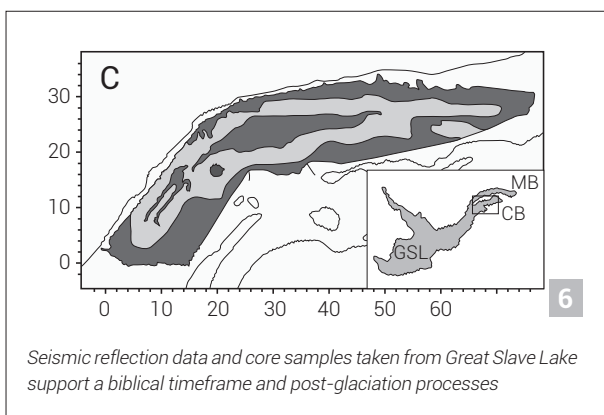 C
30
20
10
0
0 10 20 30 40 50 60
MB
CB
GSL
6
Seismic reflection data and core samples taken from Great Slave Lake
support a biblical timeframe and post-glaciation processes